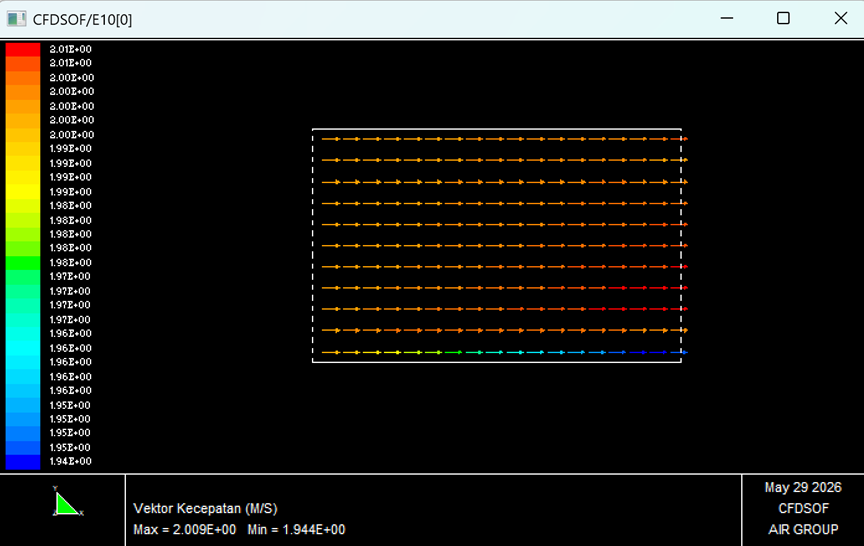 CFDSOF/E10[0]
2.01E+00
2.01E+00
2.00E+00
2.00E+00
2.00E+00
2.00E+00
2.00E+00
1.99E+00
1.99E+00
1.99E+00
1.99E+00
1.98E+00
1.98E+00
1.98E+00
1.98E+00
1.97E+00
1.97E+00
1.97E+00
1.97E+00
1.96E+00
1.96E+00
1.96E+00
1.96E+00
1.96E+00
1.96E+00
1.95E+00
1.95E+00
1.95E+00
1.95E+00
1.94E+00
Y
Z X
Vektor Kecepatan (M/S)
Max = 2.009E+00 Min = 1.944E+00
May 29 2026
CFDSOF
AIR GROUP